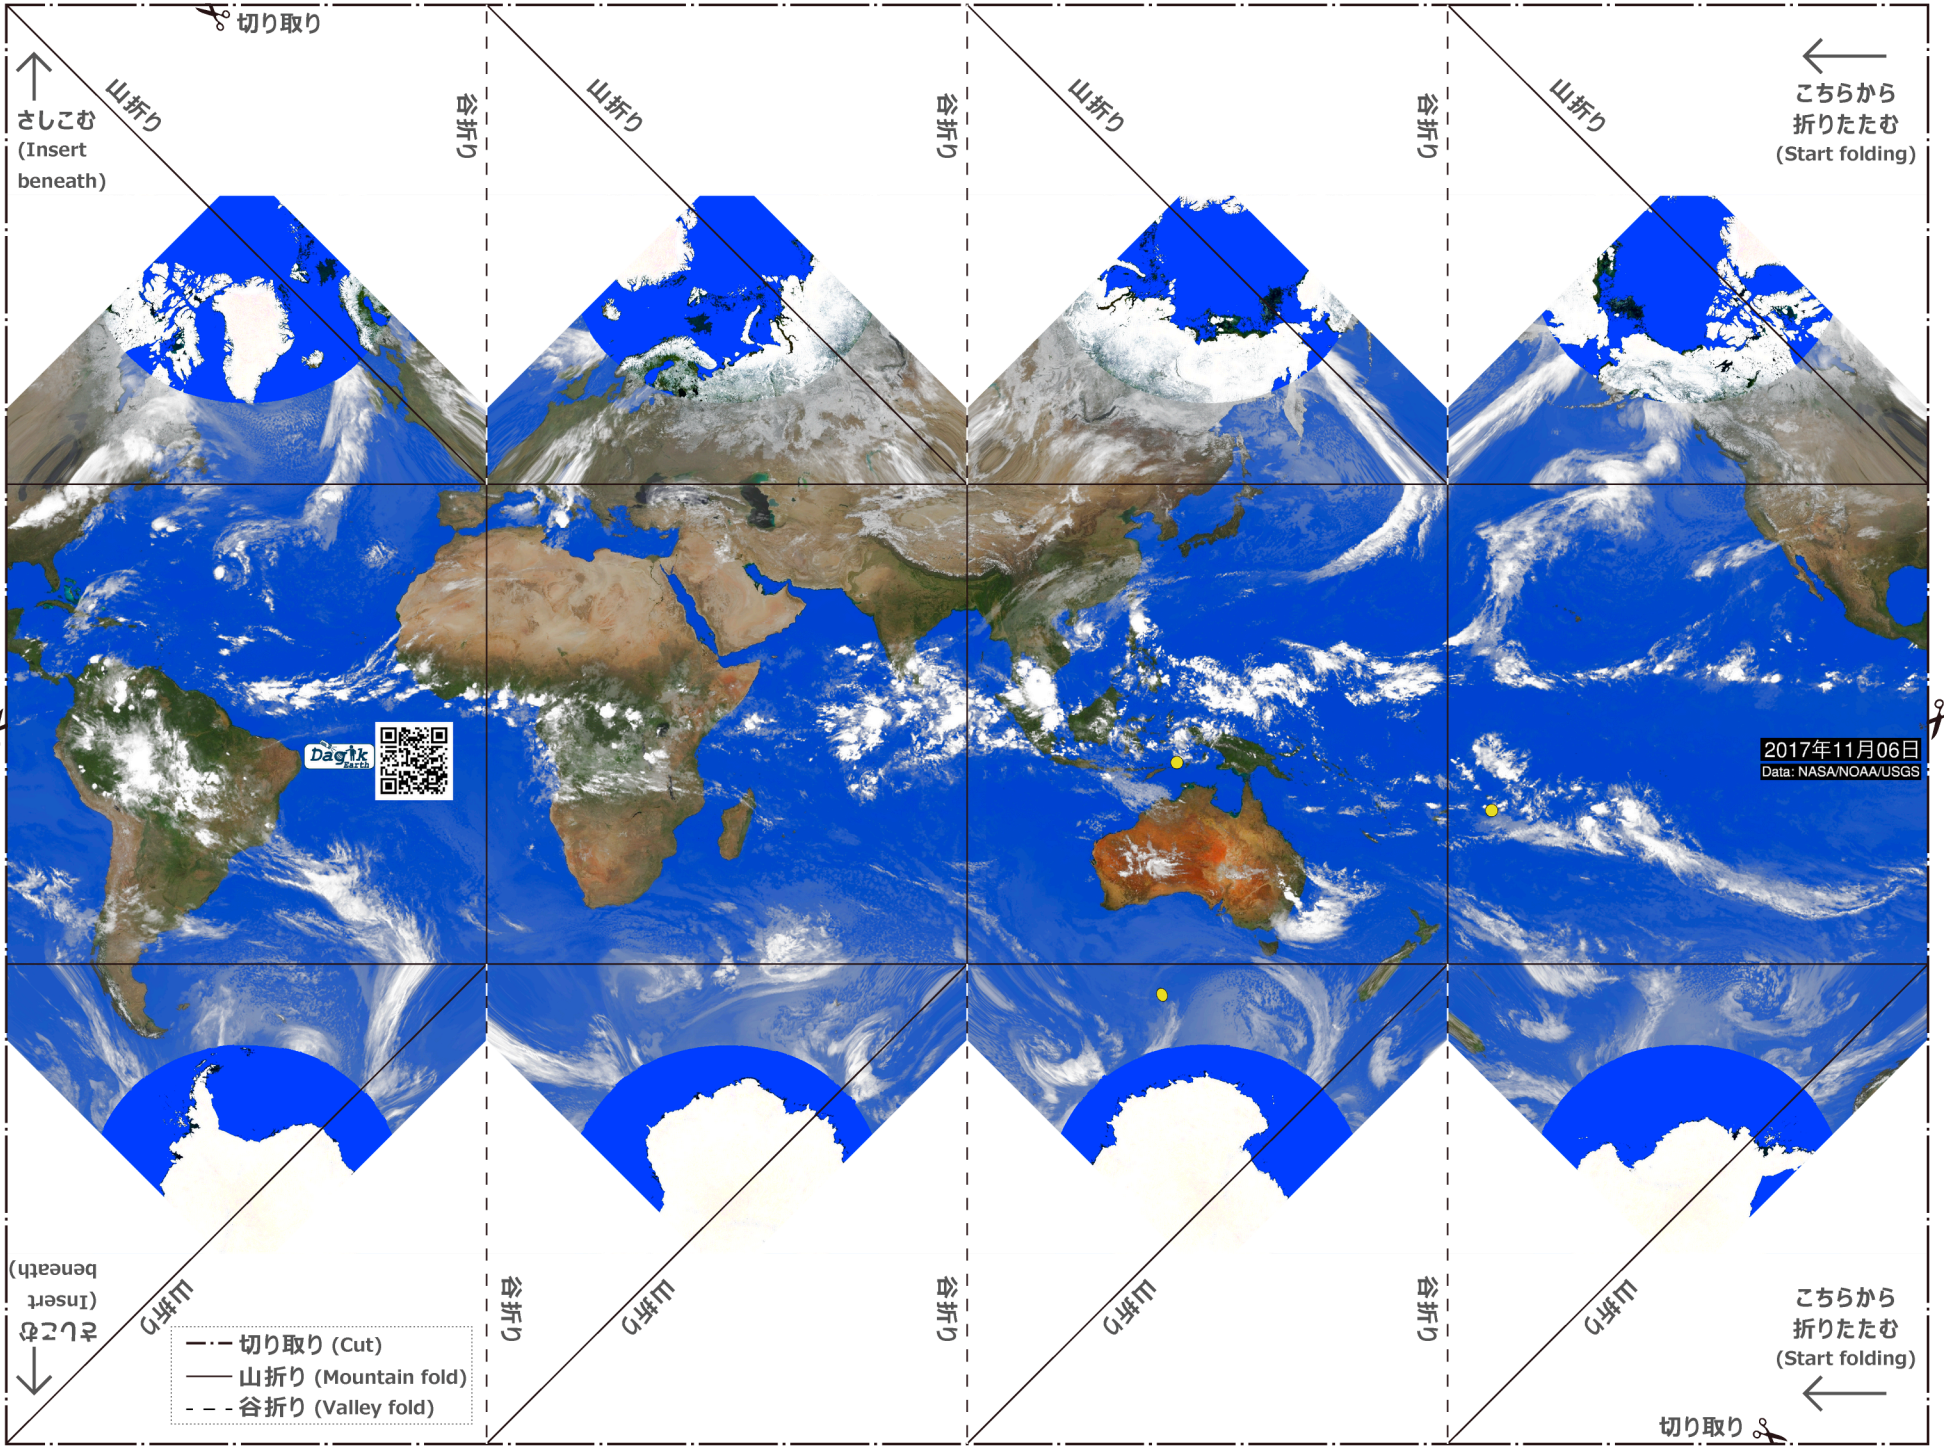 切り取り
山折り
谷折り
山折り
谷折り
山折り
谷折り
山折り
さしこむ
(Insert
beneath)
こちらから
折りたたむ
(Start folding)
Dagik
Earth
2017年11月06日
Data: NASA/NOAA/USGS
さしこむ
(Insert
beneath)
山折り
谷折り
山折り
谷折り
山折り
谷折り
山折り
こちらから
折りたたむ
(Start folding)
切り取り (Cut)
山折り (Mountain fold)
谷折り (Valley fold)
切り取り